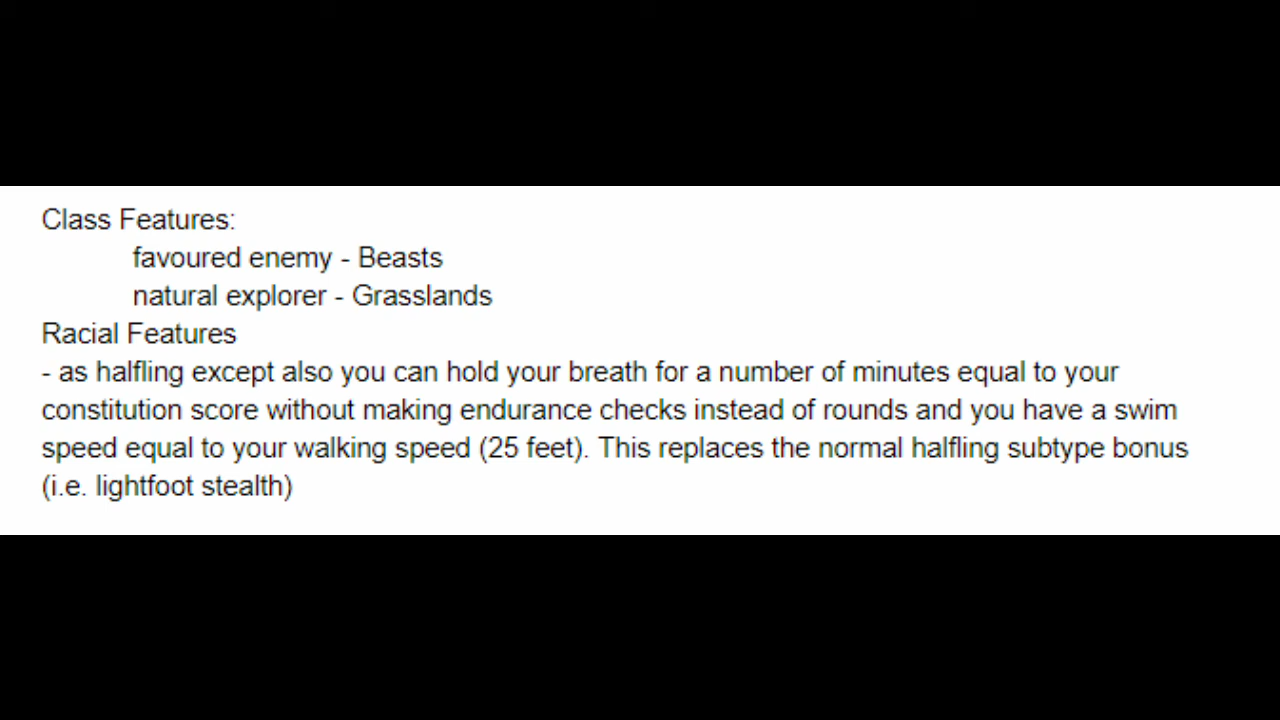 Class Features:
favoured enemy - Beasts
natural explorer - Grasslands
Racial Features
- as halfling except also you can hold your breath for a number of minutes equal to your
constitution score without making endurance checks instead of rounds and you have a swim
speed equal to your walking speed (25 feet). This replaces the normal halfling subtype bonus
(i.e. lightfoot stealth)